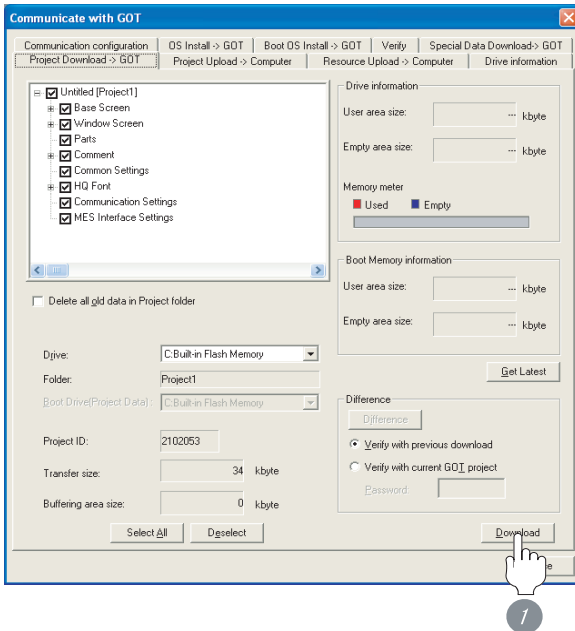 Communicate with GOT
Communication configuration OS Install -> GOT Boot OS Install -> GOT Verify Special Data Download-> GOT
Project Download -> GOT Project Upload -> Computer Resource Upload -> Computer Drive information
Untitled [Project1]
Base Screen
Window Screen
Parts
Comment
Common Settings
HQ Font
Communication Settings
MES Interface Settings
Delete all old data in Project folder
Drive: C:Built-in Flash Memory
Folder: Project1
Boot Drive(Project Data) : C:Built-in Flash Memory
Project ID: 2102053
Transfer size: 34 kbyte
Buffering area size: 0 kbyte
Select All Deselect
Drive information
User area size: --- kbyte
Empty area size: --- kbyte
Memory meter
Used Empty
Boot Memory information
User area size: --- kbyte
Empty area size: --- kbyte
Get Latest
Difference
Difference
Verify with previous download
Verify with current GOT project
Password:
Download
1